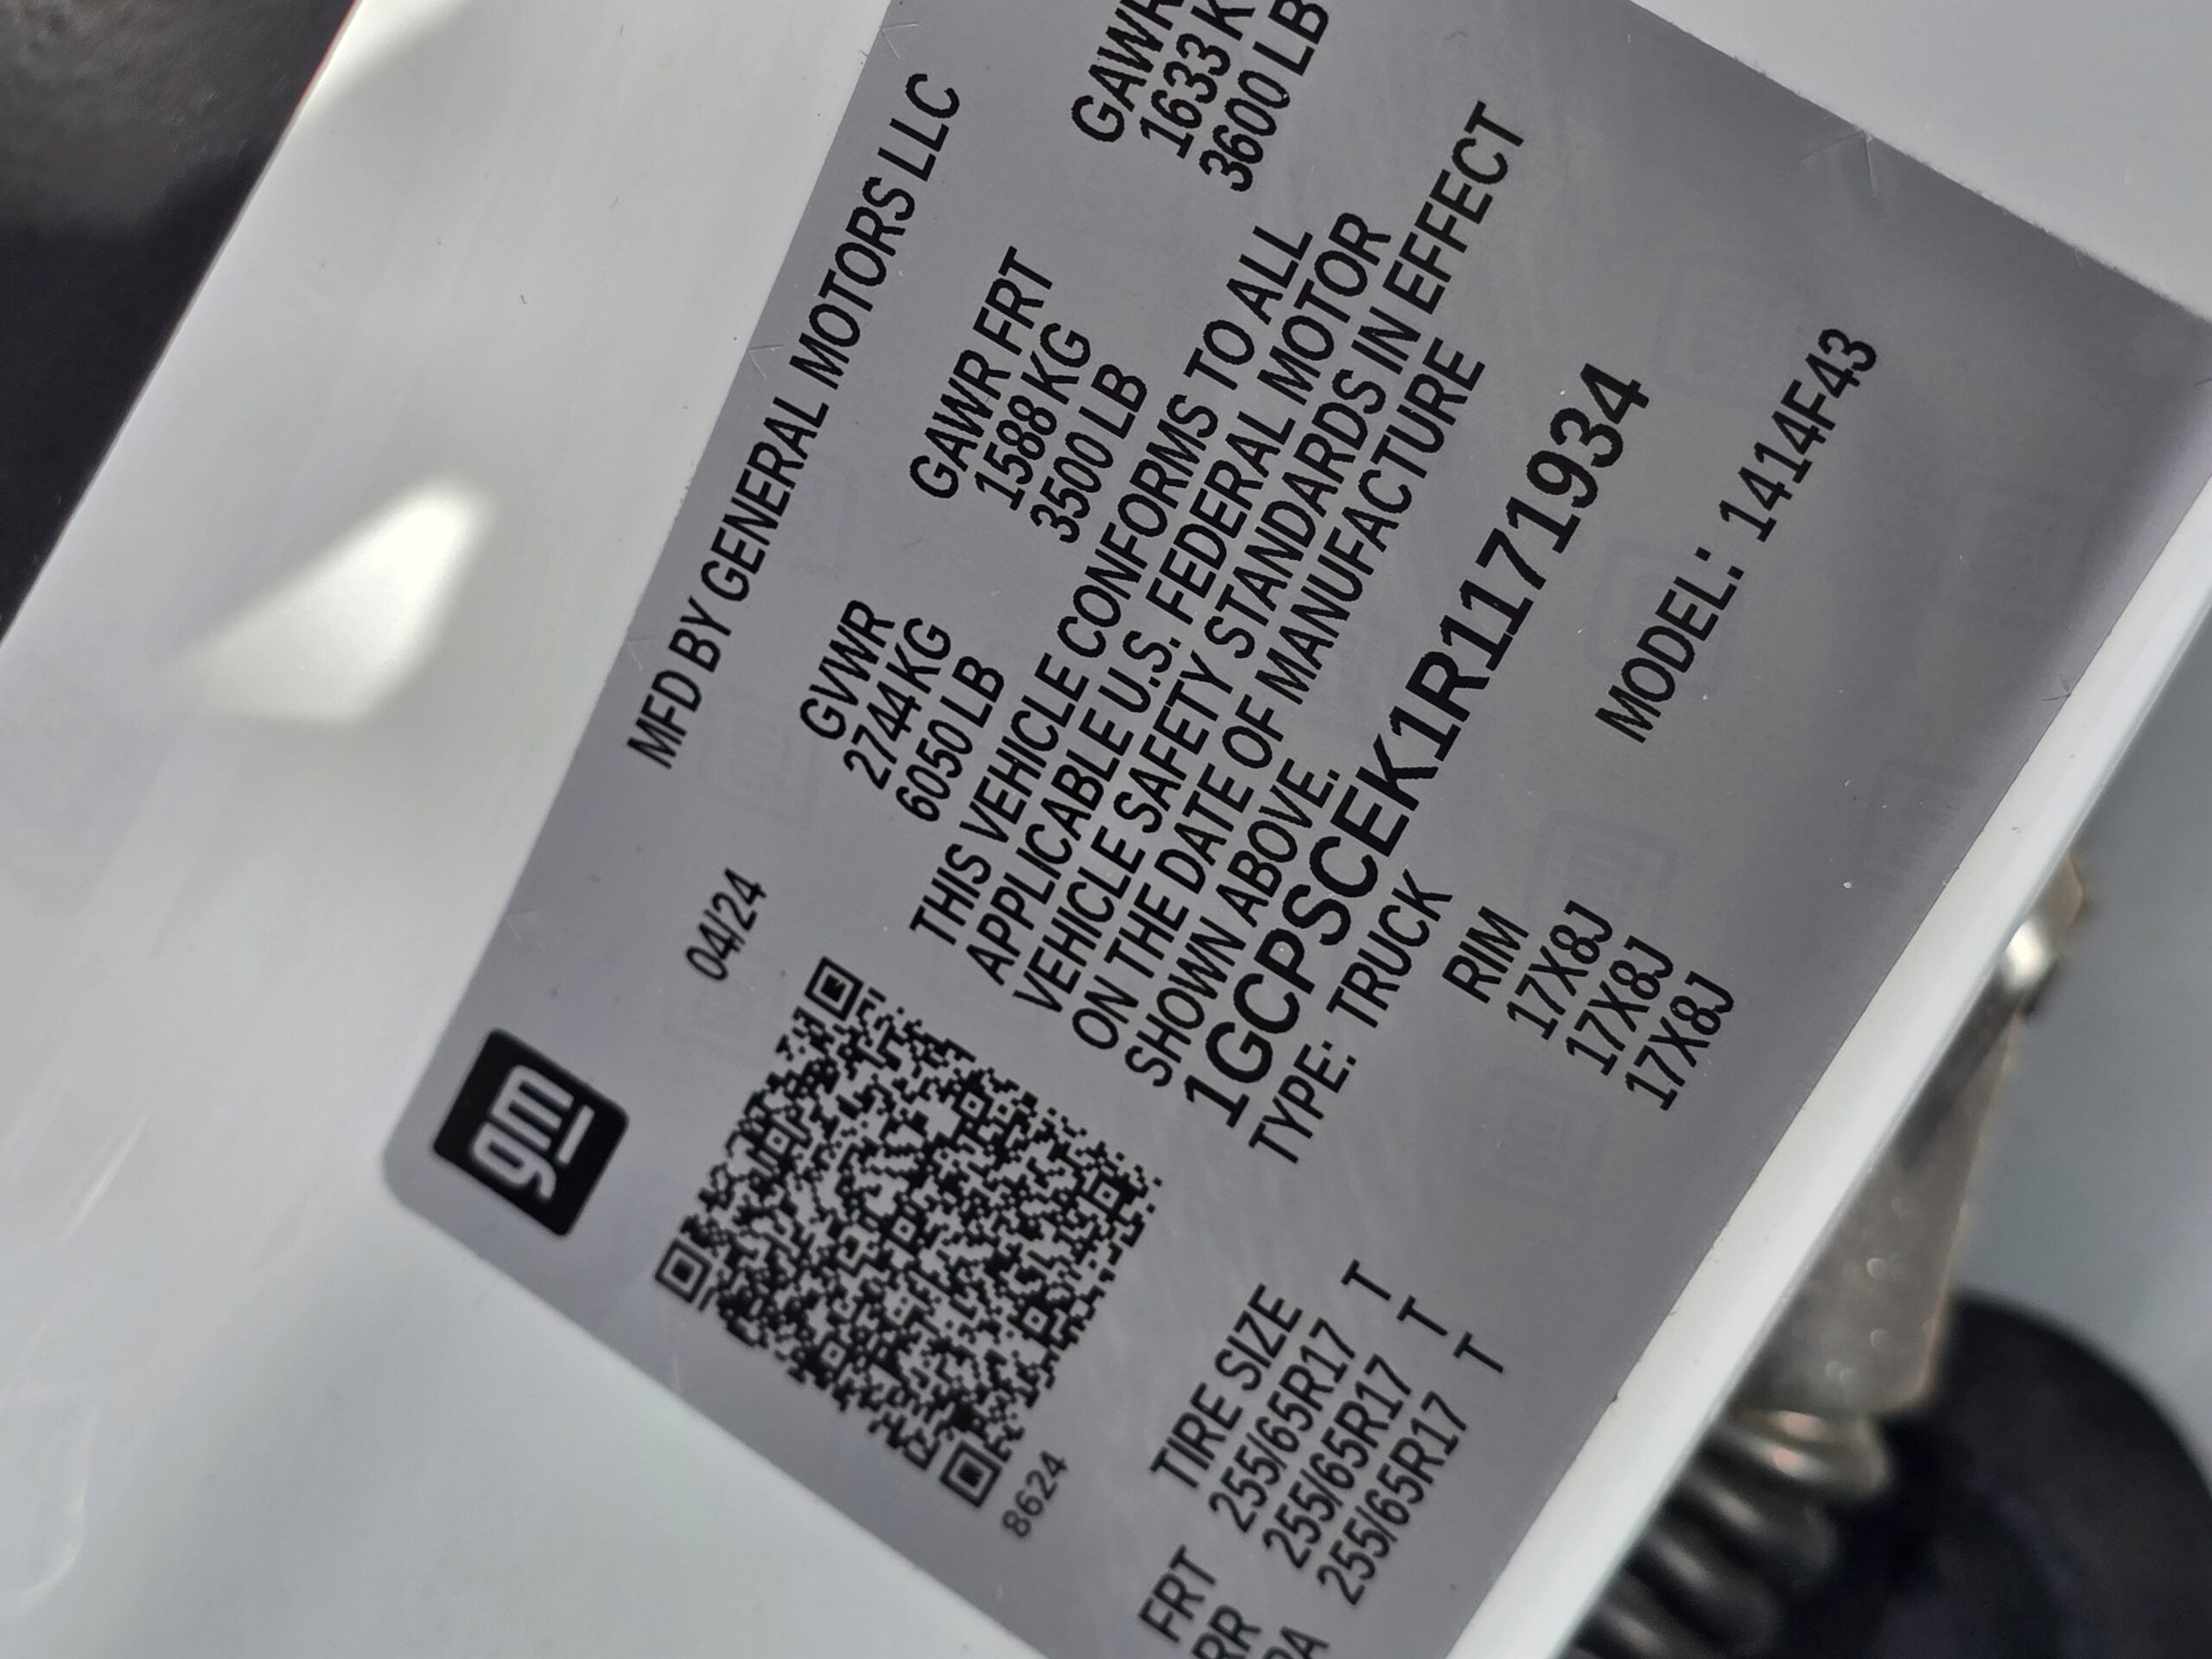 gm
MFD BY GENERAL MOTORS LLC
04/24
GVWR GAWR FRT GAWR
2744 KG 1588 KG 1633 K
6050 LB 3500 LB 3600 LB
THIS VEHICLE CONFORMS TO ALL
APPLICABLE U.S. FEDERAL MOTOR
VEHICLE SAFETY STANDARDS IN EFFECT
ON THE DATE OF MANUFACTURE
SHOWN ABOVE.
1GCPSCEK1R1171934
TYPE: TRUCK MODEL: 1414F43
8624
TIRE SIZE RIM
FRT 255/65R17 T 17X8J
RR 255/65R17 T 17X8J
PA 255/65R17 T 17X8J